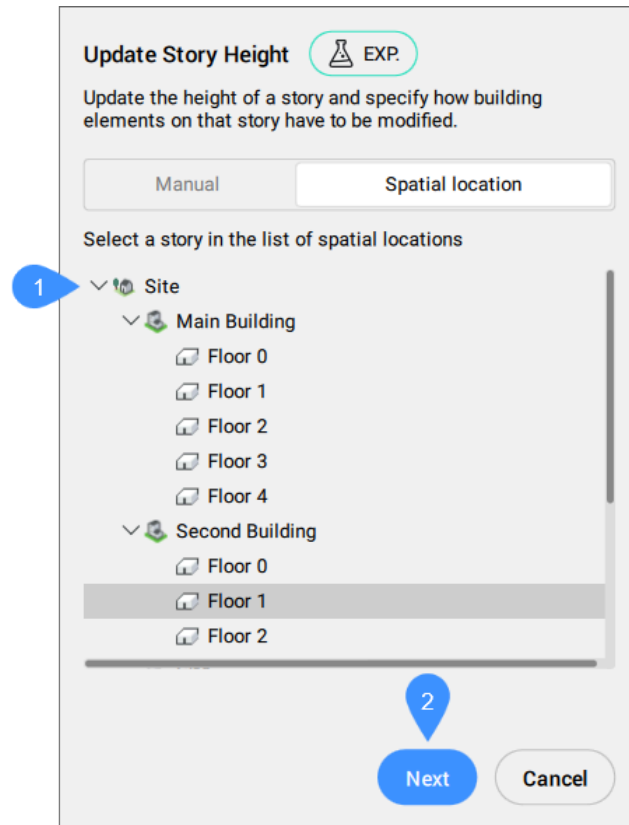 Update Story Height EXP.
Update the height of a story and specify how building
elements on that story have to be modified.
Manual Spatial location
Select a story in the list of spatial locations
1 Site
Main Building
Floor 0
Floor 1
Floor 2
Floor 3
Floor 4
Second Building
Floor 0
Floor 1
Floor 2
2
Next Cancel